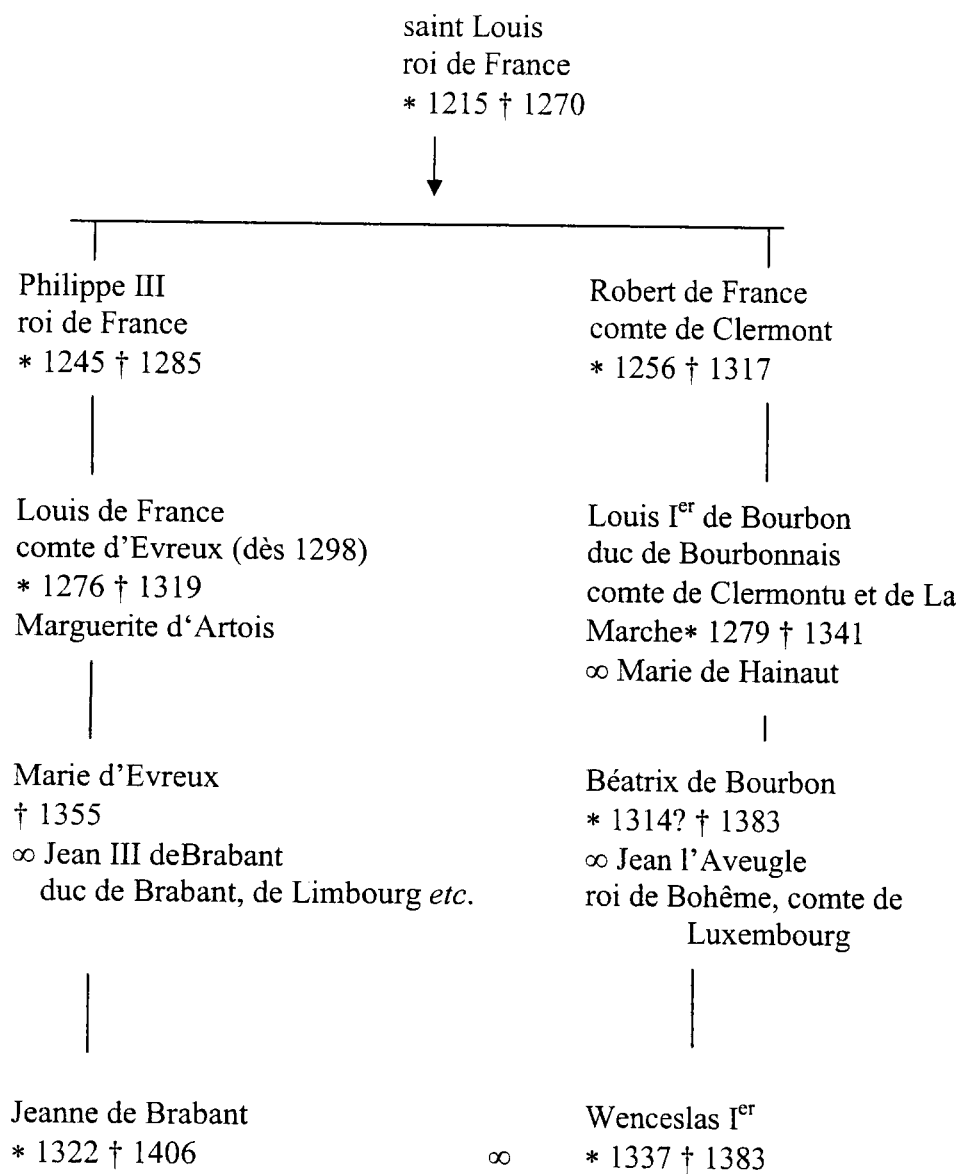 saint Louis
roi de France
* 1215 † 1270
Philippe III
roi de France
* 1245 † 1285
Robert de France
comte de Clermont
* 1256 † 1317
Louis de France
comte d’Evreux (dès 1298)
* 1276 † 1319
Marguerite d‘Artois
Louis Ier de Bourbon
duc de Bourbonnais
comte de Clermontu et de La
Marche* 1279 † 1341
∞ Marie de Hainaut
Marie d’Evreux
† 1355
∞ Jean III deBrabant
duc de Brabant, de Limbourg etc.
Béatrix de Bourbon
* 1314? † 1383
∞ Jean l’Aveugle
roi de Bohême, comte de
Luxembourg
Jeanne de Brabant
* 1322 † 1406
∞
Wenceslas Ier
* 1337 † 1383